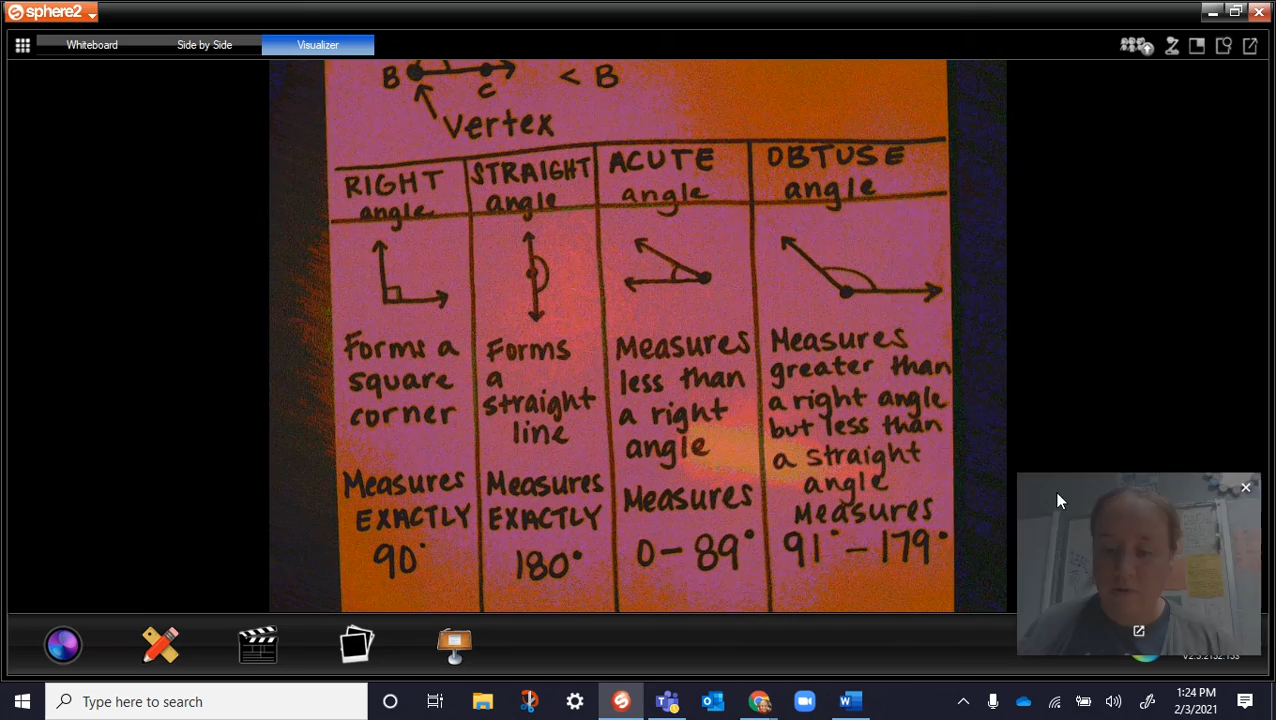 sphere2
Whiteboard Side by Side Visualizer
B C < B
Vertex
RIGHT angle
STRAIGHT angle
ACUTE angle
OBTUSE angle
Forms a
square
corner
Measures
EXACTLY
90°
Forms
a
straight
line
Measures
EXACTLY
180°
Measures
less than
a right
angle
Measures
0-89°
Measures
greater than
a right angle
but less than
a straight
angle
Measures
91°-179°
Type here to search
1:24 PM
2/3/2021